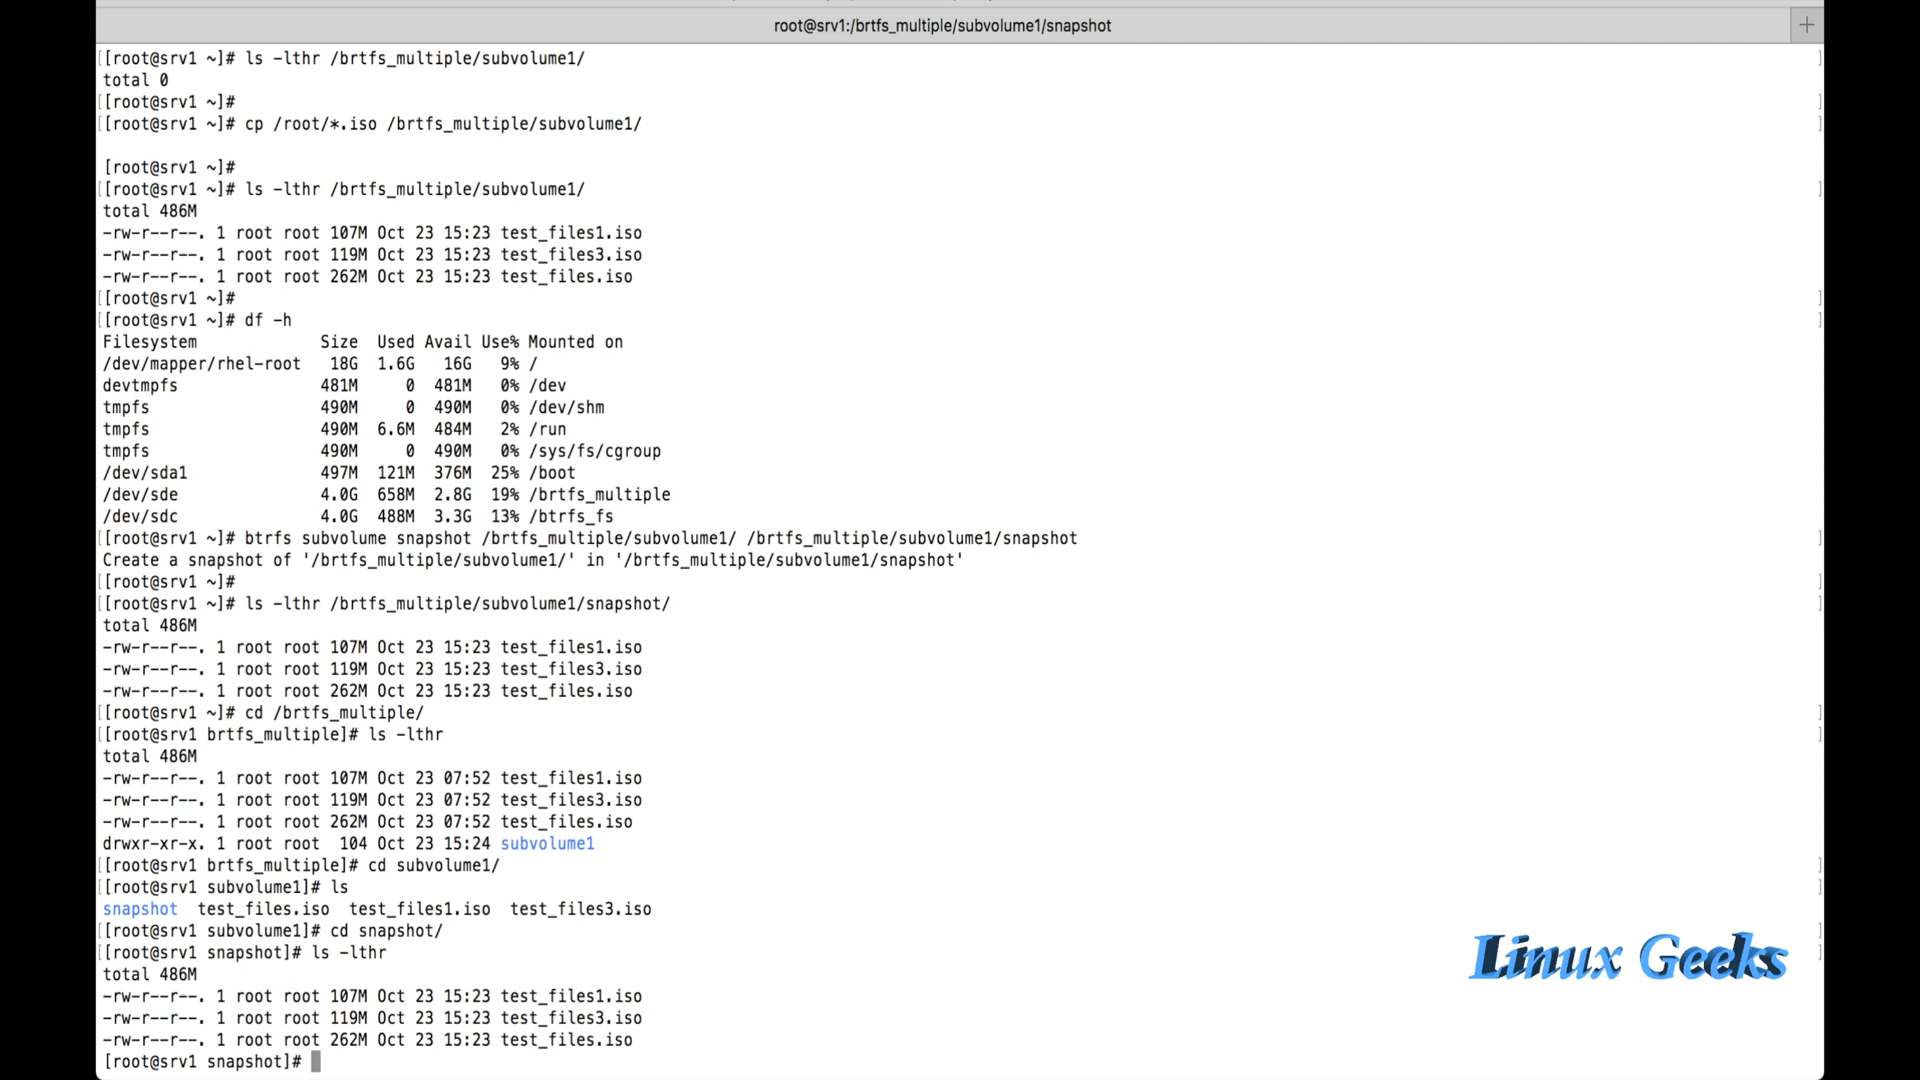 root@srv1:/brtfs_multiple/subvolume1/snapshot
[[root@srv1 ~]# ls -lthr /brtfs_multiple/subvolume1/ ]
total 0
[[root@srv1 ~]# ]
[[root@srv1 ~]# cp /root/*.iso /brtfs_multiple/subvolume1/ ]
[root@srv1 ~]#
[[root@srv1 ~]# ls -lthr /brtfs_multiple/subvolume1/ ]
total 486M
-rw-r--r--. 1 root root 107M Oct 23 15:23 test_files1.iso
-rw-r--r--. 1 root root 119M Oct 23 15:23 test_files3.iso
-rw-r--r--. 1 root root 262M Oct 23 15:23 test_files.iso
[[root@srv1 ~]# ]
[[root@srv1 ~]# df -h ]
Filesystem Size Used Avail Use% Mounted on
/dev/mapper/rhel-root 18G 1.6G 16G 9% /
devtmpfs 481M 0 481M 0% /dev
tmpfs 490M 0 490M 0% /dev/shm
tmpfs 490M 6.6M 484M 2% /run
tmpfs 490M 0 490M 0% /sys/fs/cgroup
/dev/sda1 497M 121M 376M 25% /boot
/dev/sde 4.0G 658M 2.8G 19% /brtfs_multiple
/dev/sdc 4.0G 488M 3.3G 13% /btrfs_fs
[[root@srv1 ~]# btrfs subvolume snapshot /brtfs_multiple/subvolume1/ /brtfs_multiple/subvolume1/snapshot ]
Create a snapshot of '/brtfs_multiple/subvolume1/' in '/brtfs_multiple/subvolume1/snapshot'
[[root@srv1 ~]# ]
[[root@srv1 ~]# ls -lthr /brtfs_multiple/subvolume1/snapshot/ ]
total 486M
-rw-r--r--. 1 root root 107M Oct 23 15:23 test_files1.iso
-rw-r--r--. 1 root root 119M Oct 23 15:23 test_files3.iso
-rw-r--r--. 1 root root 262M Oct 23 15:23 test_files.iso
[[root@srv1 ~]# cd /brtfs_multiple/ ]
[[root@srv1 brtfs_multiple]# ls -lthr ]
total 486M
-rw-r--r--. 1 root root 107M Oct 23 07:52 test_files1.iso
-rw-r--r--. 1 root root 119M Oct 23 07:52 test_files3.iso
-rw-r--r--. 1 root root 262M Oct 23 07:52 test_files.iso
drwxr-xr-x. 1 root root 104 Oct 23 15:24 subvolume1
[[root@srv1 brtfs_multiple]# cd subvolume1/ ]
[[root@srv1 subvolume1]# ls ]
snapshot test_files.iso test_files1.iso test_files3.iso
[[root@srv1 subvolume1]# cd snapshot/ ]
[[root@srv1 snapshot]# ls -lthr ]
total 486M
-rw-r--r--. 1 root root 107M Oct 23 15:23 test_files1.iso
-rw-r--r--. 1 root root 119M Oct 23 15:23 test_files3.iso
-rw-r--r--. 1 root root 262M Oct 23 15:23 test_files.iso
[root@srv1 snapshot]#
Linux Geeks